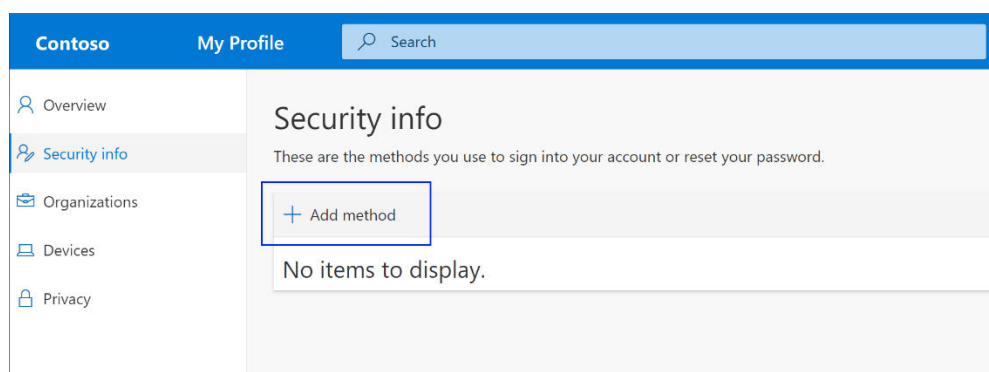 Contoso My Profile Search
Overview
Security info
Organizations
Devices
Privacy
Security info
These are the methods you use to sign into your account or reset your password.
Add method
No items to display.